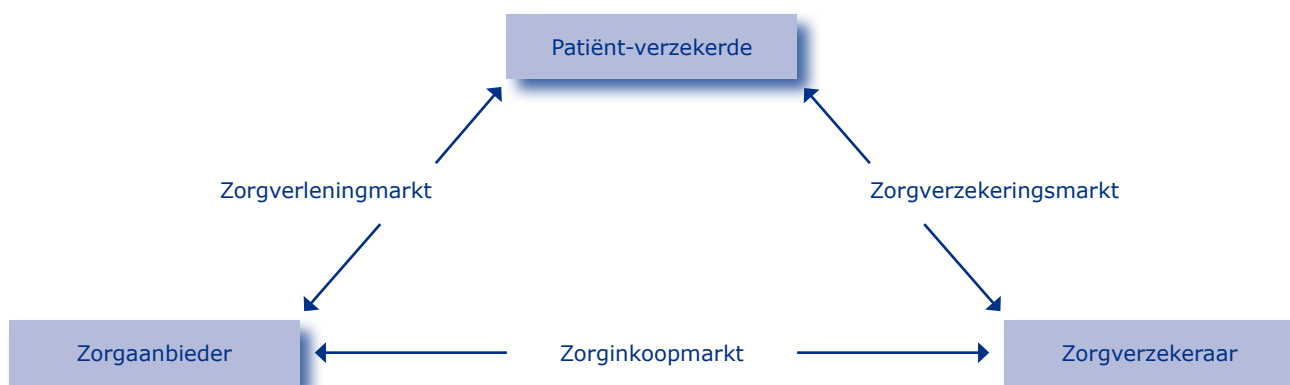 Patiënt-verzekerde
Zorgverleningmarkt
Zorgverzekeringsmarkt
Zorgaanbieder
Zorginkoopmarkt
Zorgverzekeraar